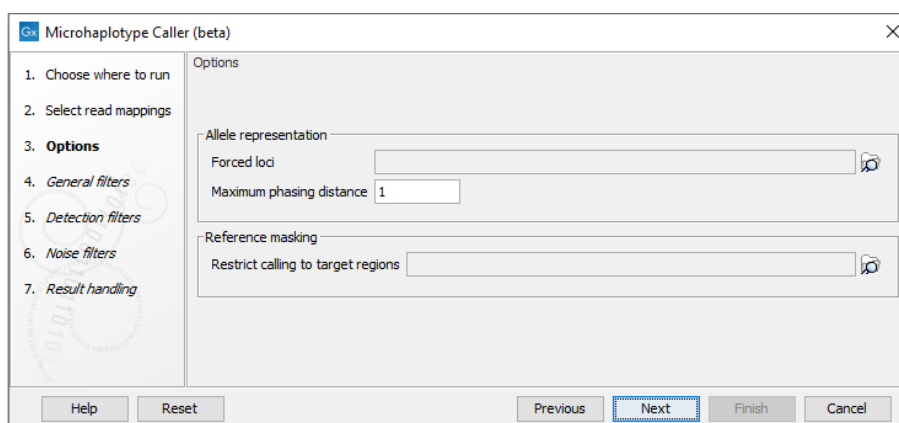 Gx Microhaplotype Caller (beta)
1. Choose where to run
2. Select read mappings
3. Options
4. General filters
5. Detection filters
6. Noise filters
7. Result handling
Options
Allele representation
Forced loci
Maximum phasing distance 1
Reference masking
Restrict calling to target regions
Help Reset Previous Next Finish Cancel